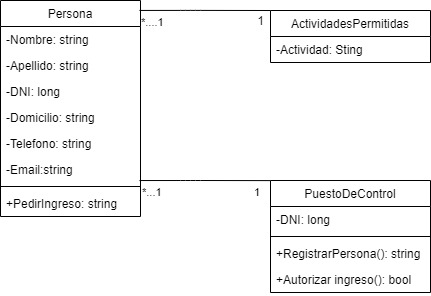 Persona
-Nombre: string
-Apellido: string
-DNI: long
-Domicilio: string
-Telefono: string
-Email:string
+PedirIngreso: string
*....1
1
ActividadesPermitidas
-Actividad: Sting
*...1
1
PuestoDeControl
-DNI: long
+RegistrarPersona(): string
+Autorizar ingreso(): bool